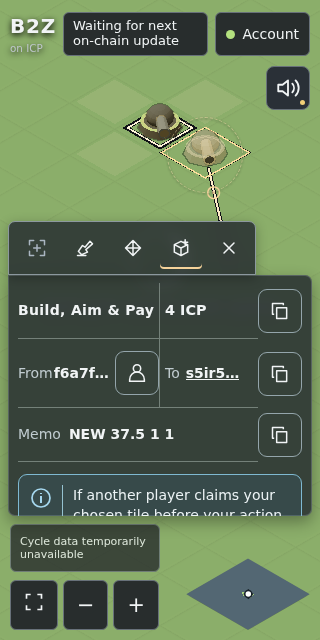 B2Z
on ICP
Waiting for next
on-chain update
Account
Build, Aim & Pay
4 ICP
From f6a7f...
To s5ir5...
Memo NEW 37.5 1 1
If another player claims your
chosen tile before your action
Cycle data temporarily
unavailable